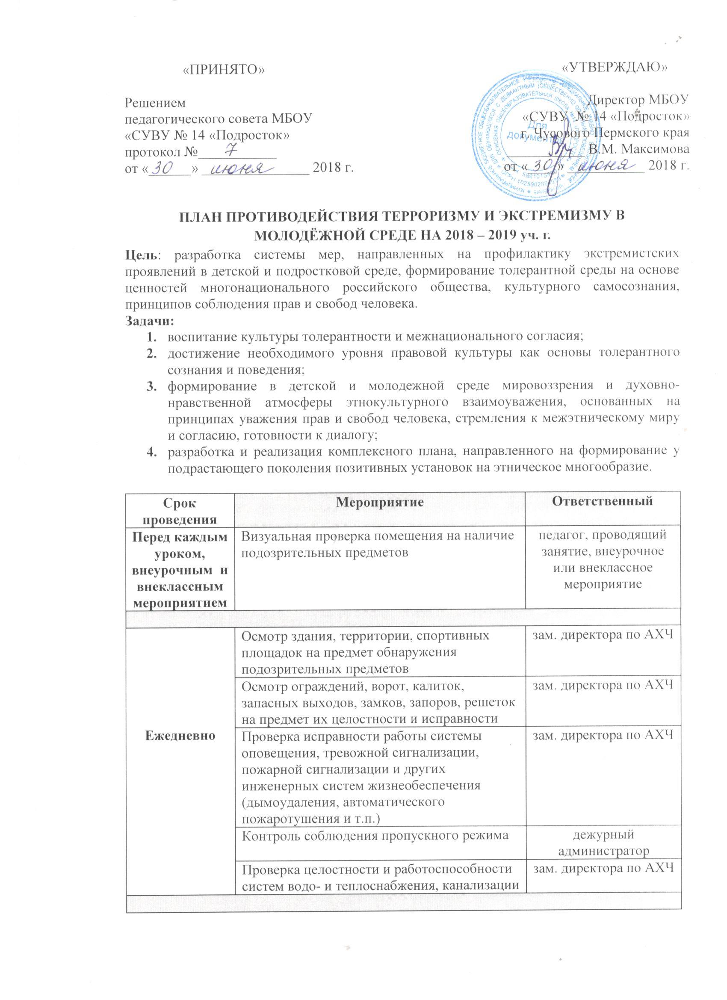 «ПРИНЯТО»
Решением
педагогического совета МБОУ
«СУВУ № 14 «Подросток»
протокол № 7
от «30» июня 2018 г.
«УТВЕРЖДАЮ»
Директор МБОУ
«СУВУ № 14 «Подросток»
г. Чусового Пермского края
В.М. Максимова
от «30» июня 2018 г.
Для
документов
ПЛАН ПРОТИВОДЕЙСТВИЯ ТЕРРОРИЗМУ И ЭКСТРЕМИЗМУ В
МОЛОДЁЖНОЙ СРЕДЕ НА 2018 – 2019 уч. г.
Цель: разработка системы мер, направленных на профилактику экстремистских
проявлений в детской и подростковой среде, формирование толерантной среды на основе
ценностей многонационального российского общества, культурного самосознания,
принципов соблюдения прав и свобод человека.
Задачи:
1. воспитание культуры толерантности и межнационального согласия;
2. достижение необходимого уровня правовой культуры как основы толерантного
сознания и поведения;
3. формирование в детской и молодежной среде мировоззрения и духовно-
нравственной атмосферы этнокультурного взаимоуважения, основанных на
принципах уважения прав и свобод человека, стремления к межэтническому миру
и согласию, готовности к диалогу;
4. разработка и реализация комплексного плана, направленного на формирование у
подрастающего поколения позитивных установок на этническое многообразие.
Срок
проведения
Мероприятие
Ответственный
Перед каждым
уроком,
внеурочным и
внеклассным
мероприятием
Визуальная проверка помещения на наличие
подозрительных предметов
педагог, проводящий
занятие, внеурочное
или внеклассное
мероприятие
Ежедневно
Осмотр здания, территории, спортивных
площадок на предмет обнаружения
подозрительных предметов
зам. директора по АХЧ
Осмотр ограждений, ворот, калиток,
запасных выходов, замков, запоров, решеток
на предмет их целостности и исправности
зам. директора по АХЧ
Проверка исправности работы системы
оповещения, тревожной сигнализации,
пожарной сигнализации и других
инженерных систем жизнеобеспечения
(дымоудаления, автоматического
пожаротушения и т.п.)
зам. директора по АХЧ
Контроль соблюдения пропускного режима
дежурный
администратор
Проверка целостности и работоспособности
систем водо- и теплоснабжения, канализации
зам. директора по АХЧ